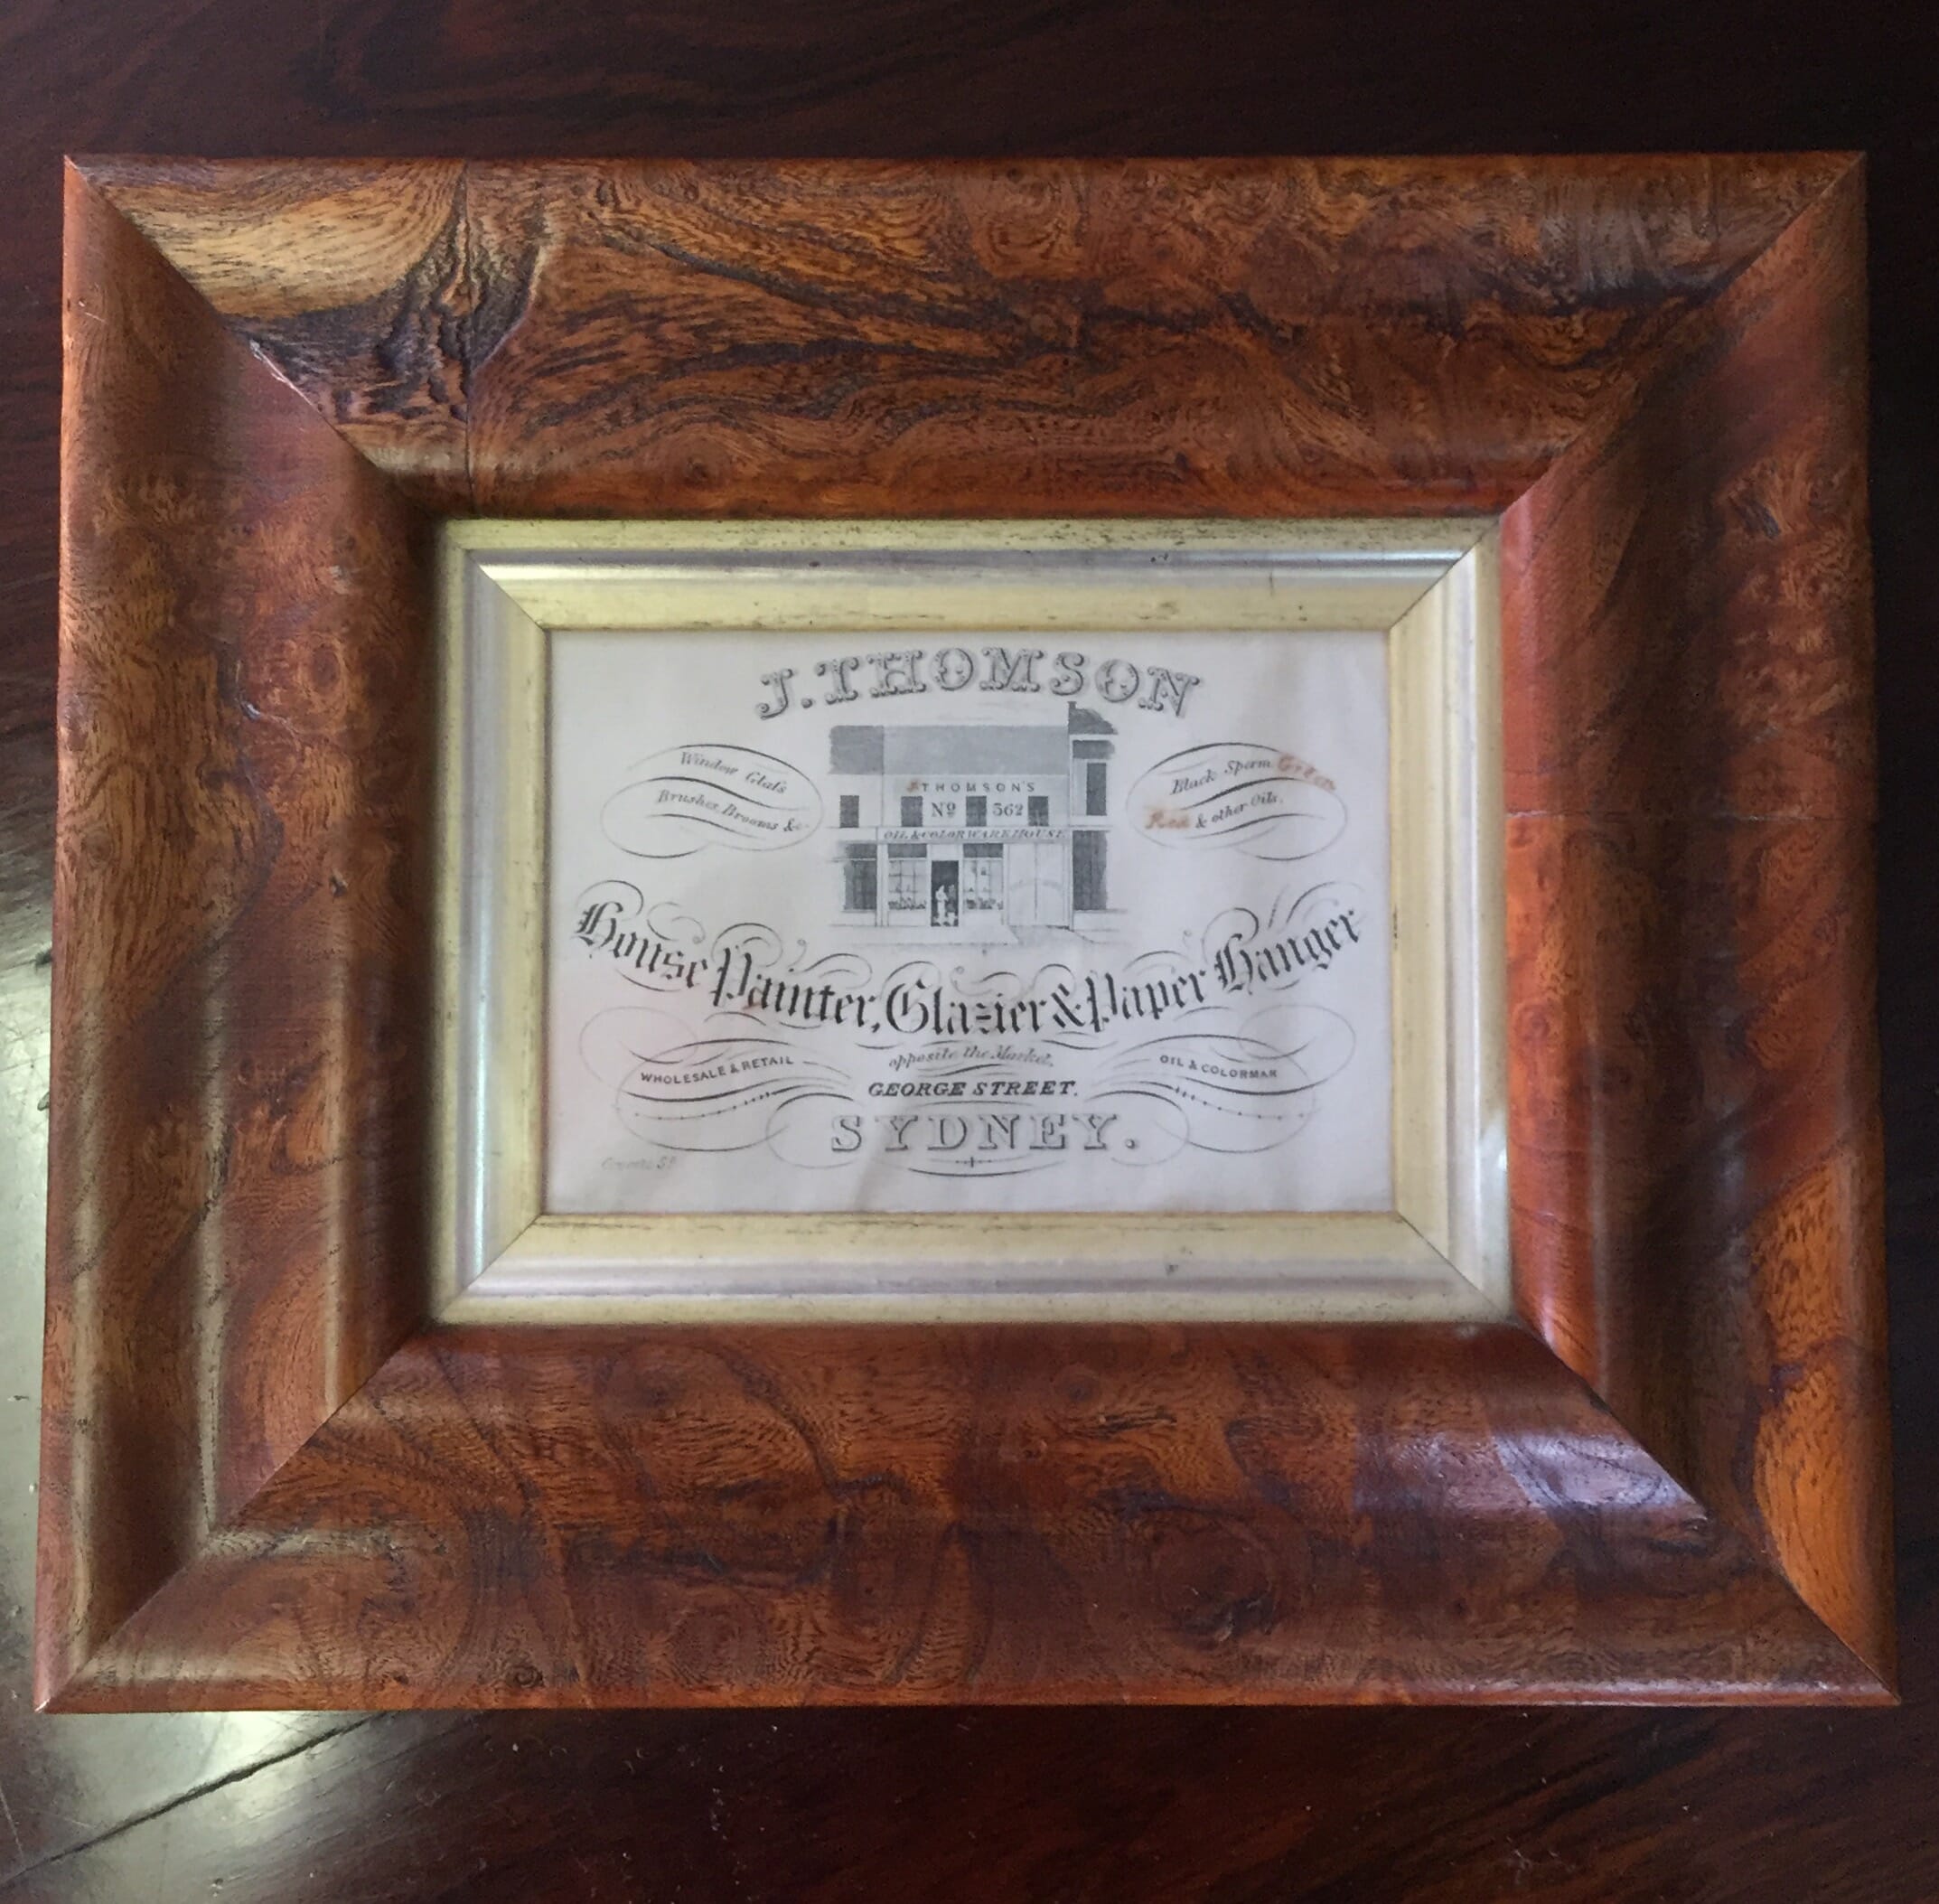 J. THOMSON
Window Glass
Brushes, Brooms &c.
Black Sperm Green
Red & other Oils.
J THOMSON'S
No 562
OIL & COLOR WAREHOUSE
House Painter, Glazier & Paper Hanger
opposite the Market,
WHOLESALE & RETAIL
OIL & COLORMAN
GEORGE STREET.
SYDNEY.